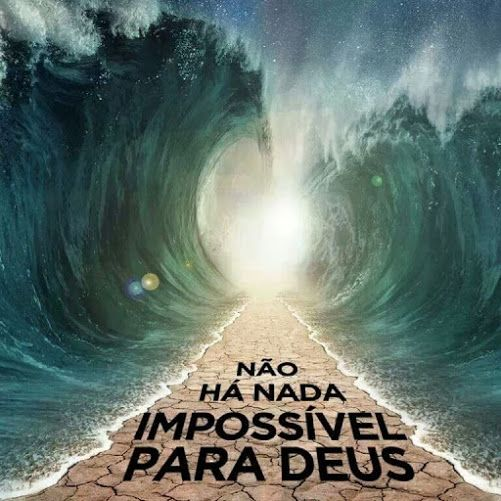 NÃO
HÁ NADA
IMPOSSÍVEL
PARA DEUS